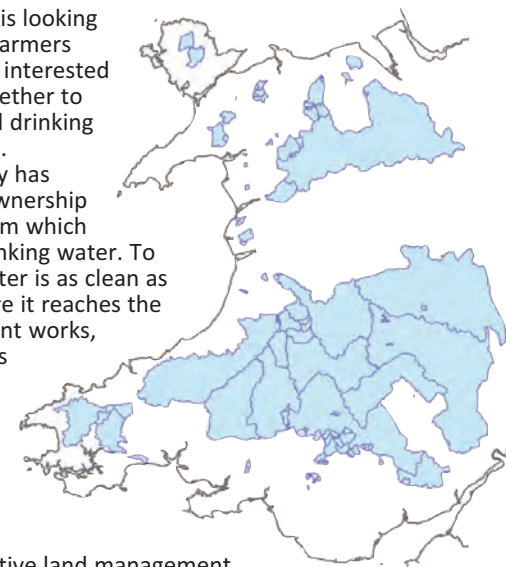 is looking
armers
interested
ether to
drinking
.
y has
wnership
m which
nking water. To
ter is as clean as
re it reaches the
nt works,
s
tive land management